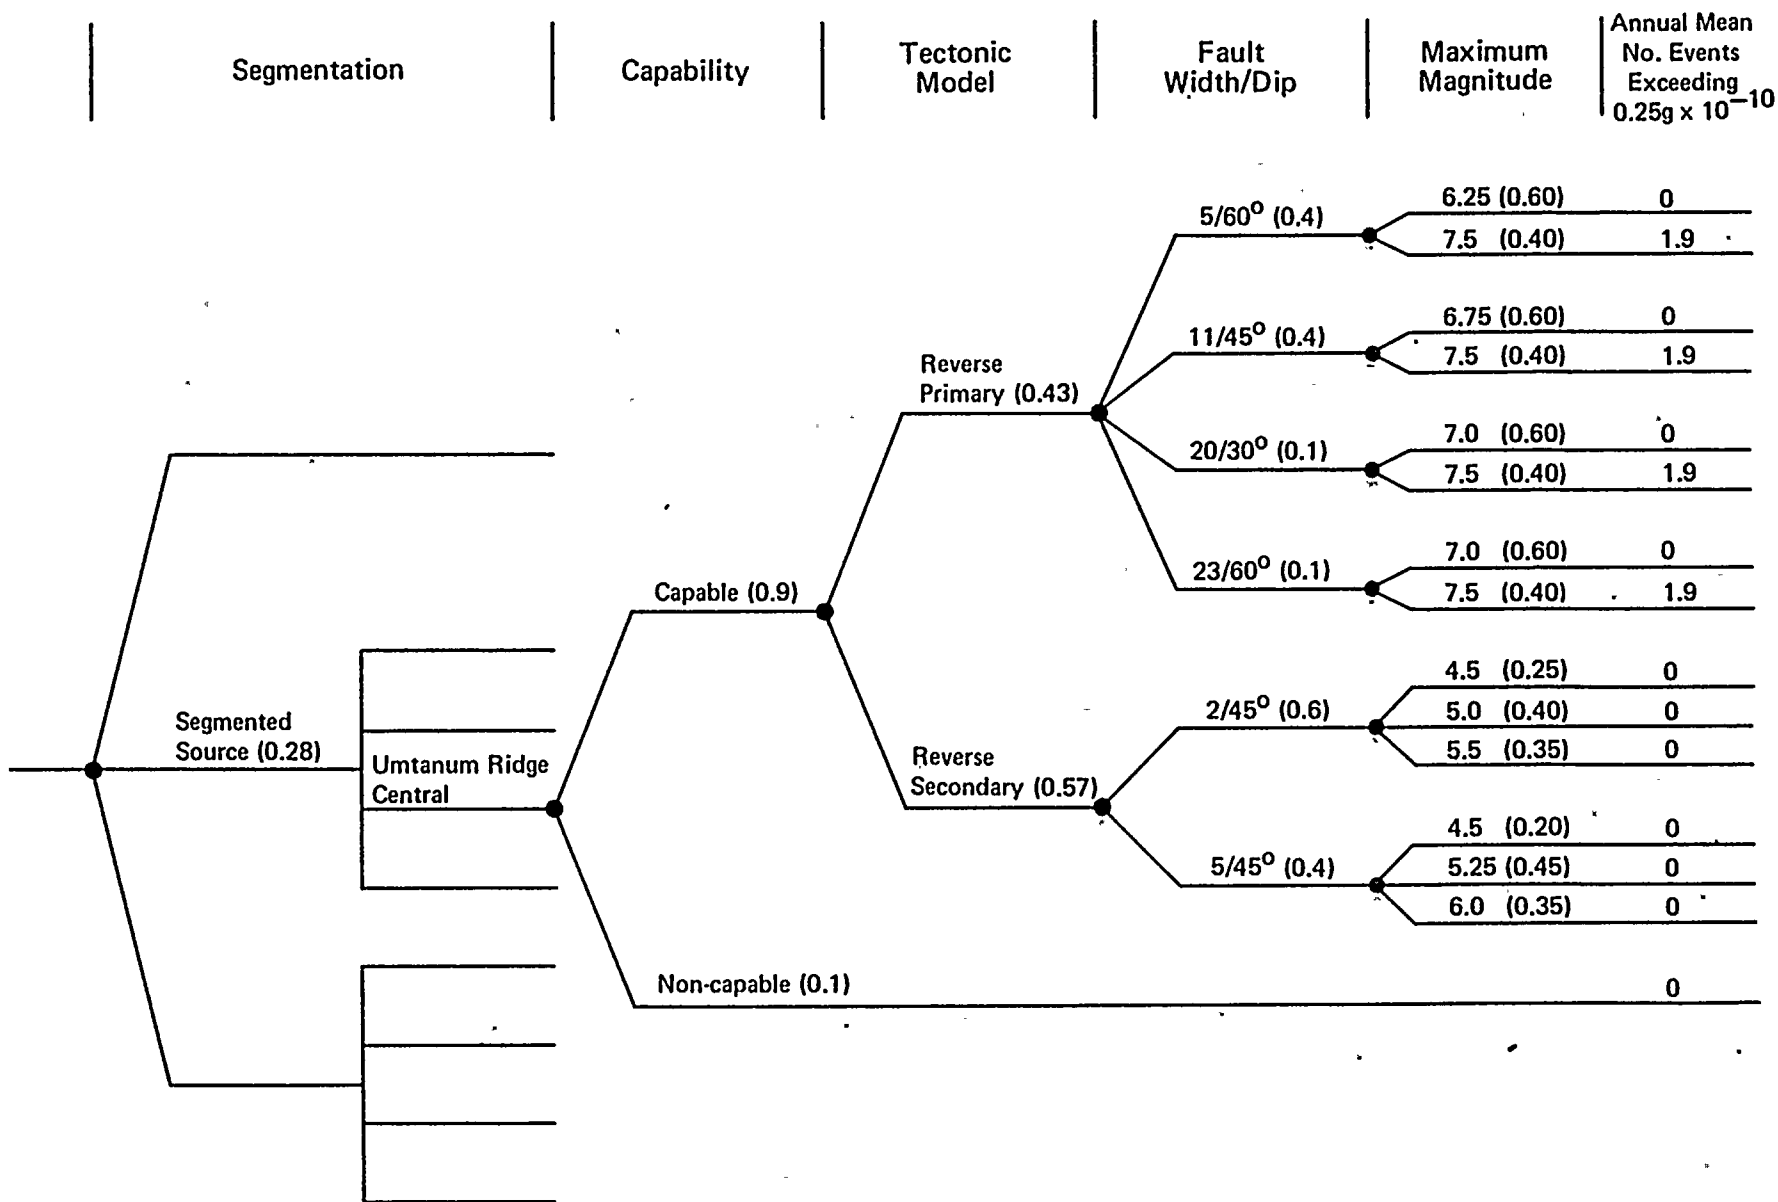 Segmentation
Capability
Tectonic
Model
Fault
Width/Dip
Maximum
Magnitude
Annual Mean
No. Events
Exceeding
0.25g x 10⁻¹⁰
5/60° (0.4)
6.25 (0.60) 0
7.5 (0.40) 1.9
11/45° (0.4)
6.75 (0.60) 0
7.5 (0.40) 1.9
Reverse
Primary (0.43)
20/30° (0.1)
7.0 (0.60) 0
7.5 (0.40) 1.9
23/60° (0.1)
7.0 (0.60) 0
7.5 (0.40) 1.9
Capable (0.9)
Segmented
Source (0.28)
Umtanum Ridge
Central
Reverse
Secondary (0.57)
2/45° (0.6)
4.5 (0.25) 0
5.0 (0.40) 0
5.5 (0.35) 0
5/45° (0.4)
4.5 (0.20) 0
5.25 (0.45) 0
6.0 (0.35) 0
Non-capable (0.1) 0